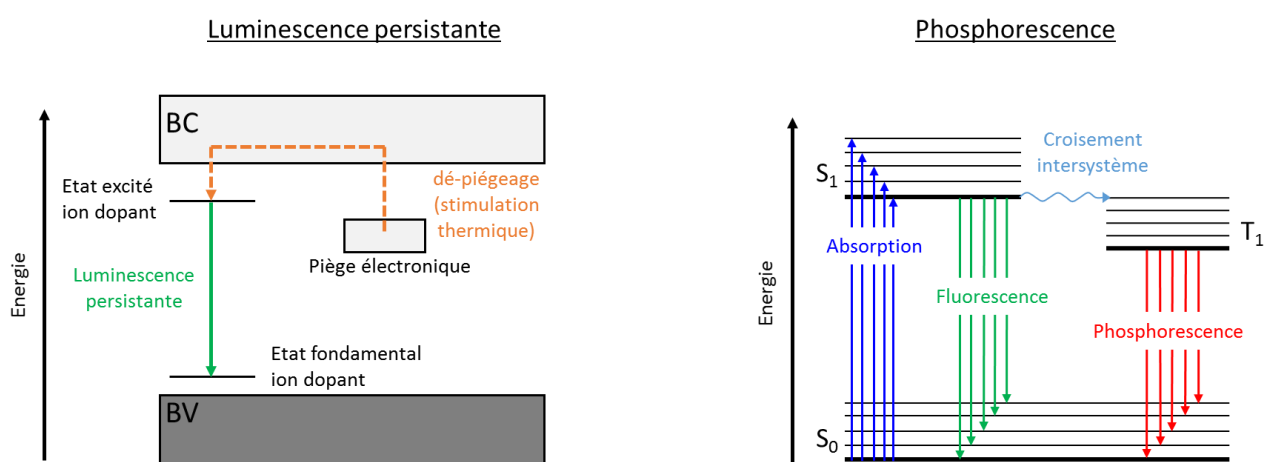 Luminescence persistante
BC
Etat excité
ion dopant
dé-piégeage
(stimulation
thermique)
Piège électronique
Luminescence
persistante
Energie
Etat fondamental
ion dopant
BV
Phosphorescence
Croisement
intersystème
S1
T1
Absorption
Fluorescence
Phosphorescence
Energie
S0